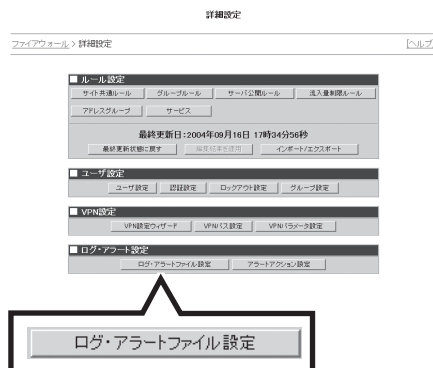 詳細設定
ファイアウォール > 詳細設定 [ヘルプ
■ ルール設定
サイト共通ルール グループルール サーバ公開ルール 流入量制限ルール
アドレスグループ サービス
最終更新日:2004年09月16日 17時34分56秒
最終更新状態に戻す 編集結果を使用 インポート/エクスポート
■ ユーザ設定
ユーザ設定 認証設定 ロックアウト設定 グループ設定
■ VPN設定
VPN設定ウィザード VPNパス設定 VPNパラメータ設定
■ ログ・アラート設定
ログ・アラートファイル設定 アラートアクション設定
ログ・アラートファイル設定